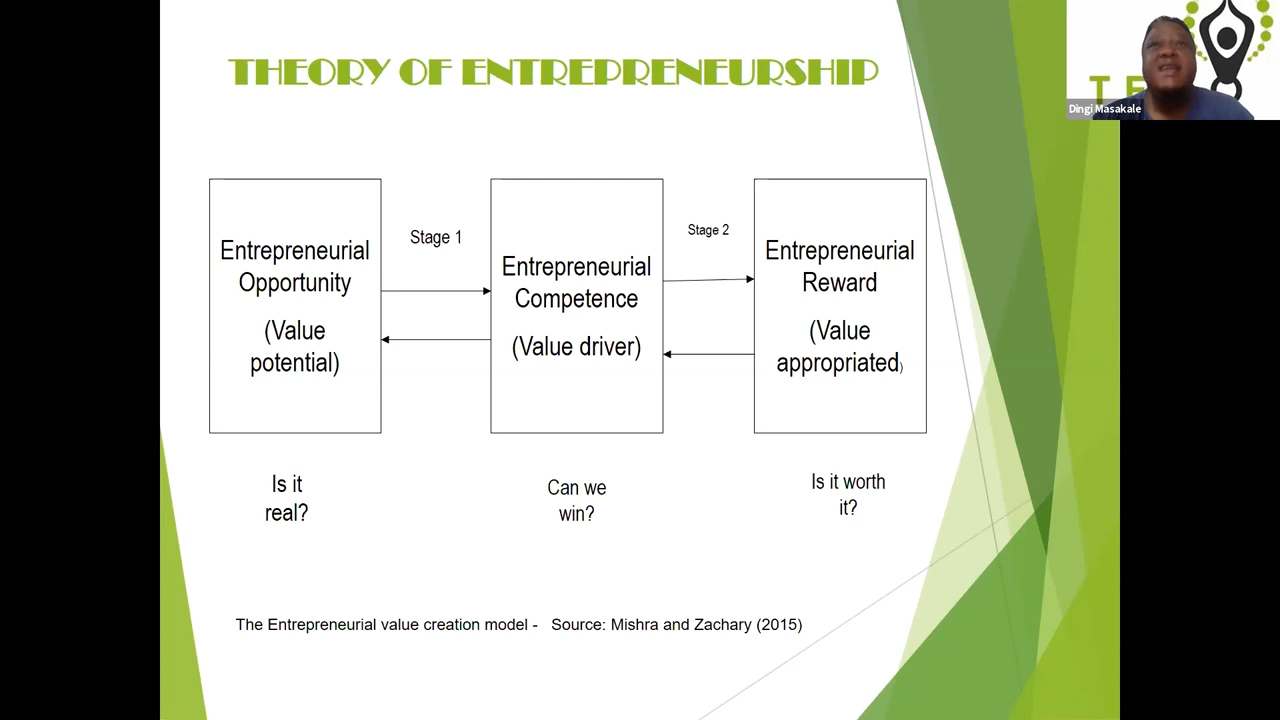 THEORY OF ENTREPRENEURSHIP
Dingi Masakale
Entrepreneurial
Opportunity
(Value
potential)
Stage 1
Entrepreneurial
Competence
(Value driver)
Stage 2
Entrepreneurial
Reward
(Value
appropriated)
Is it
real?
Can we
win?
Is it worth
it?
The Entrepreneurial value creation model - Source: Mishra and Zachary (2015)